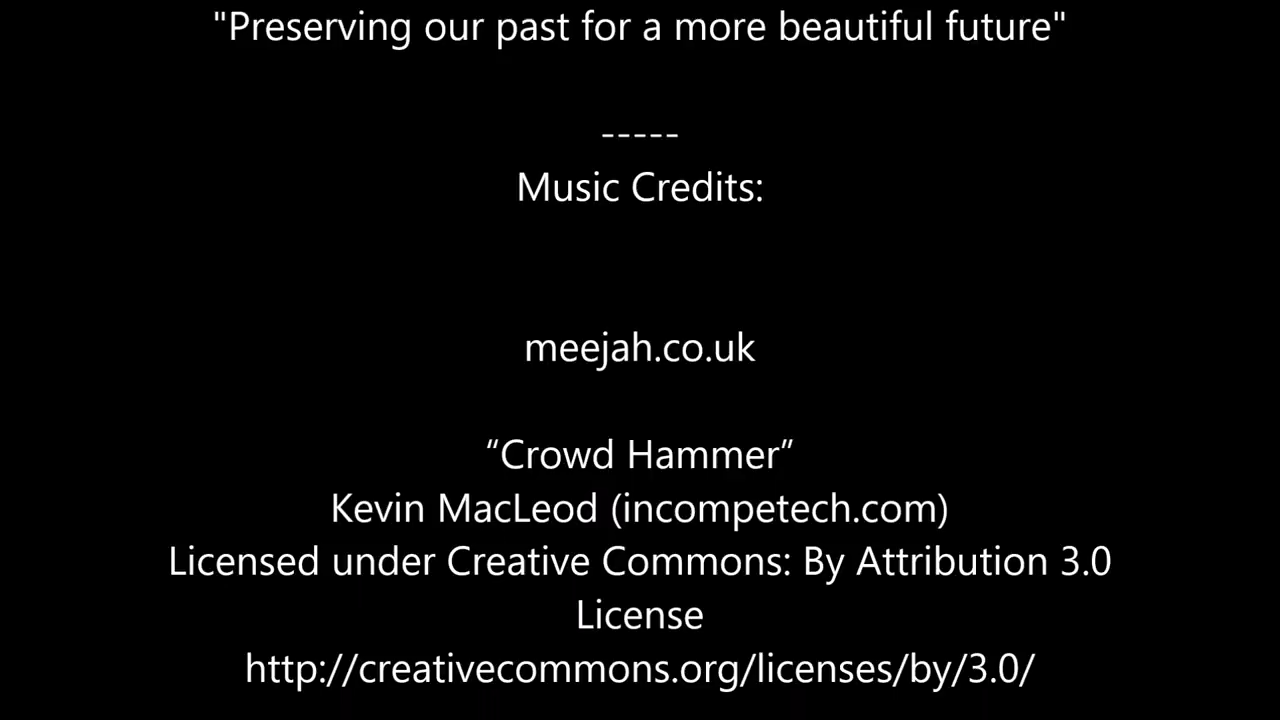 "Preserving our past for a more beautiful future"
-----
Music Credits:
meejah.co.uk
“Crowd Hammer”
Kevin MacLeod (incompetech.com)
Licensed under Creative Commons: By Attribution 3.0
License
http://creativecommons.org/licenses/by/3.0/